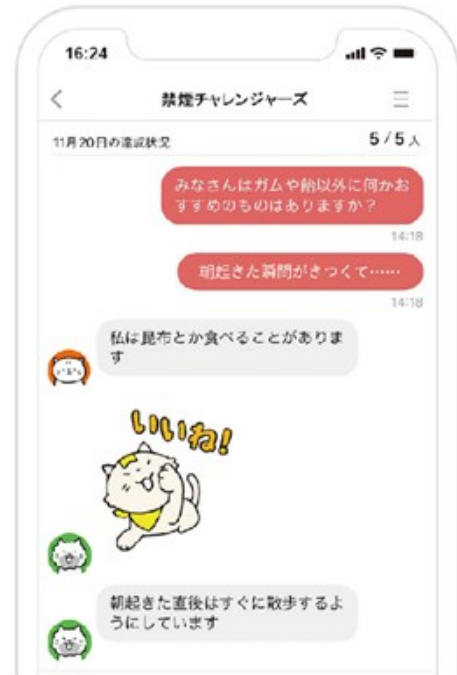 16:24
禁煙チャレンジャーズ
11月20日の達成状況 5/5人
みなさんはガムや飴以外に何かお
すすめのものはありますか？
14:18
朝起きた瞬間がきつくて……
14:18
私は昆布とか食べることがありま
す
いいね!
朝起きた直後はすぐに散歩するよ
うにしています